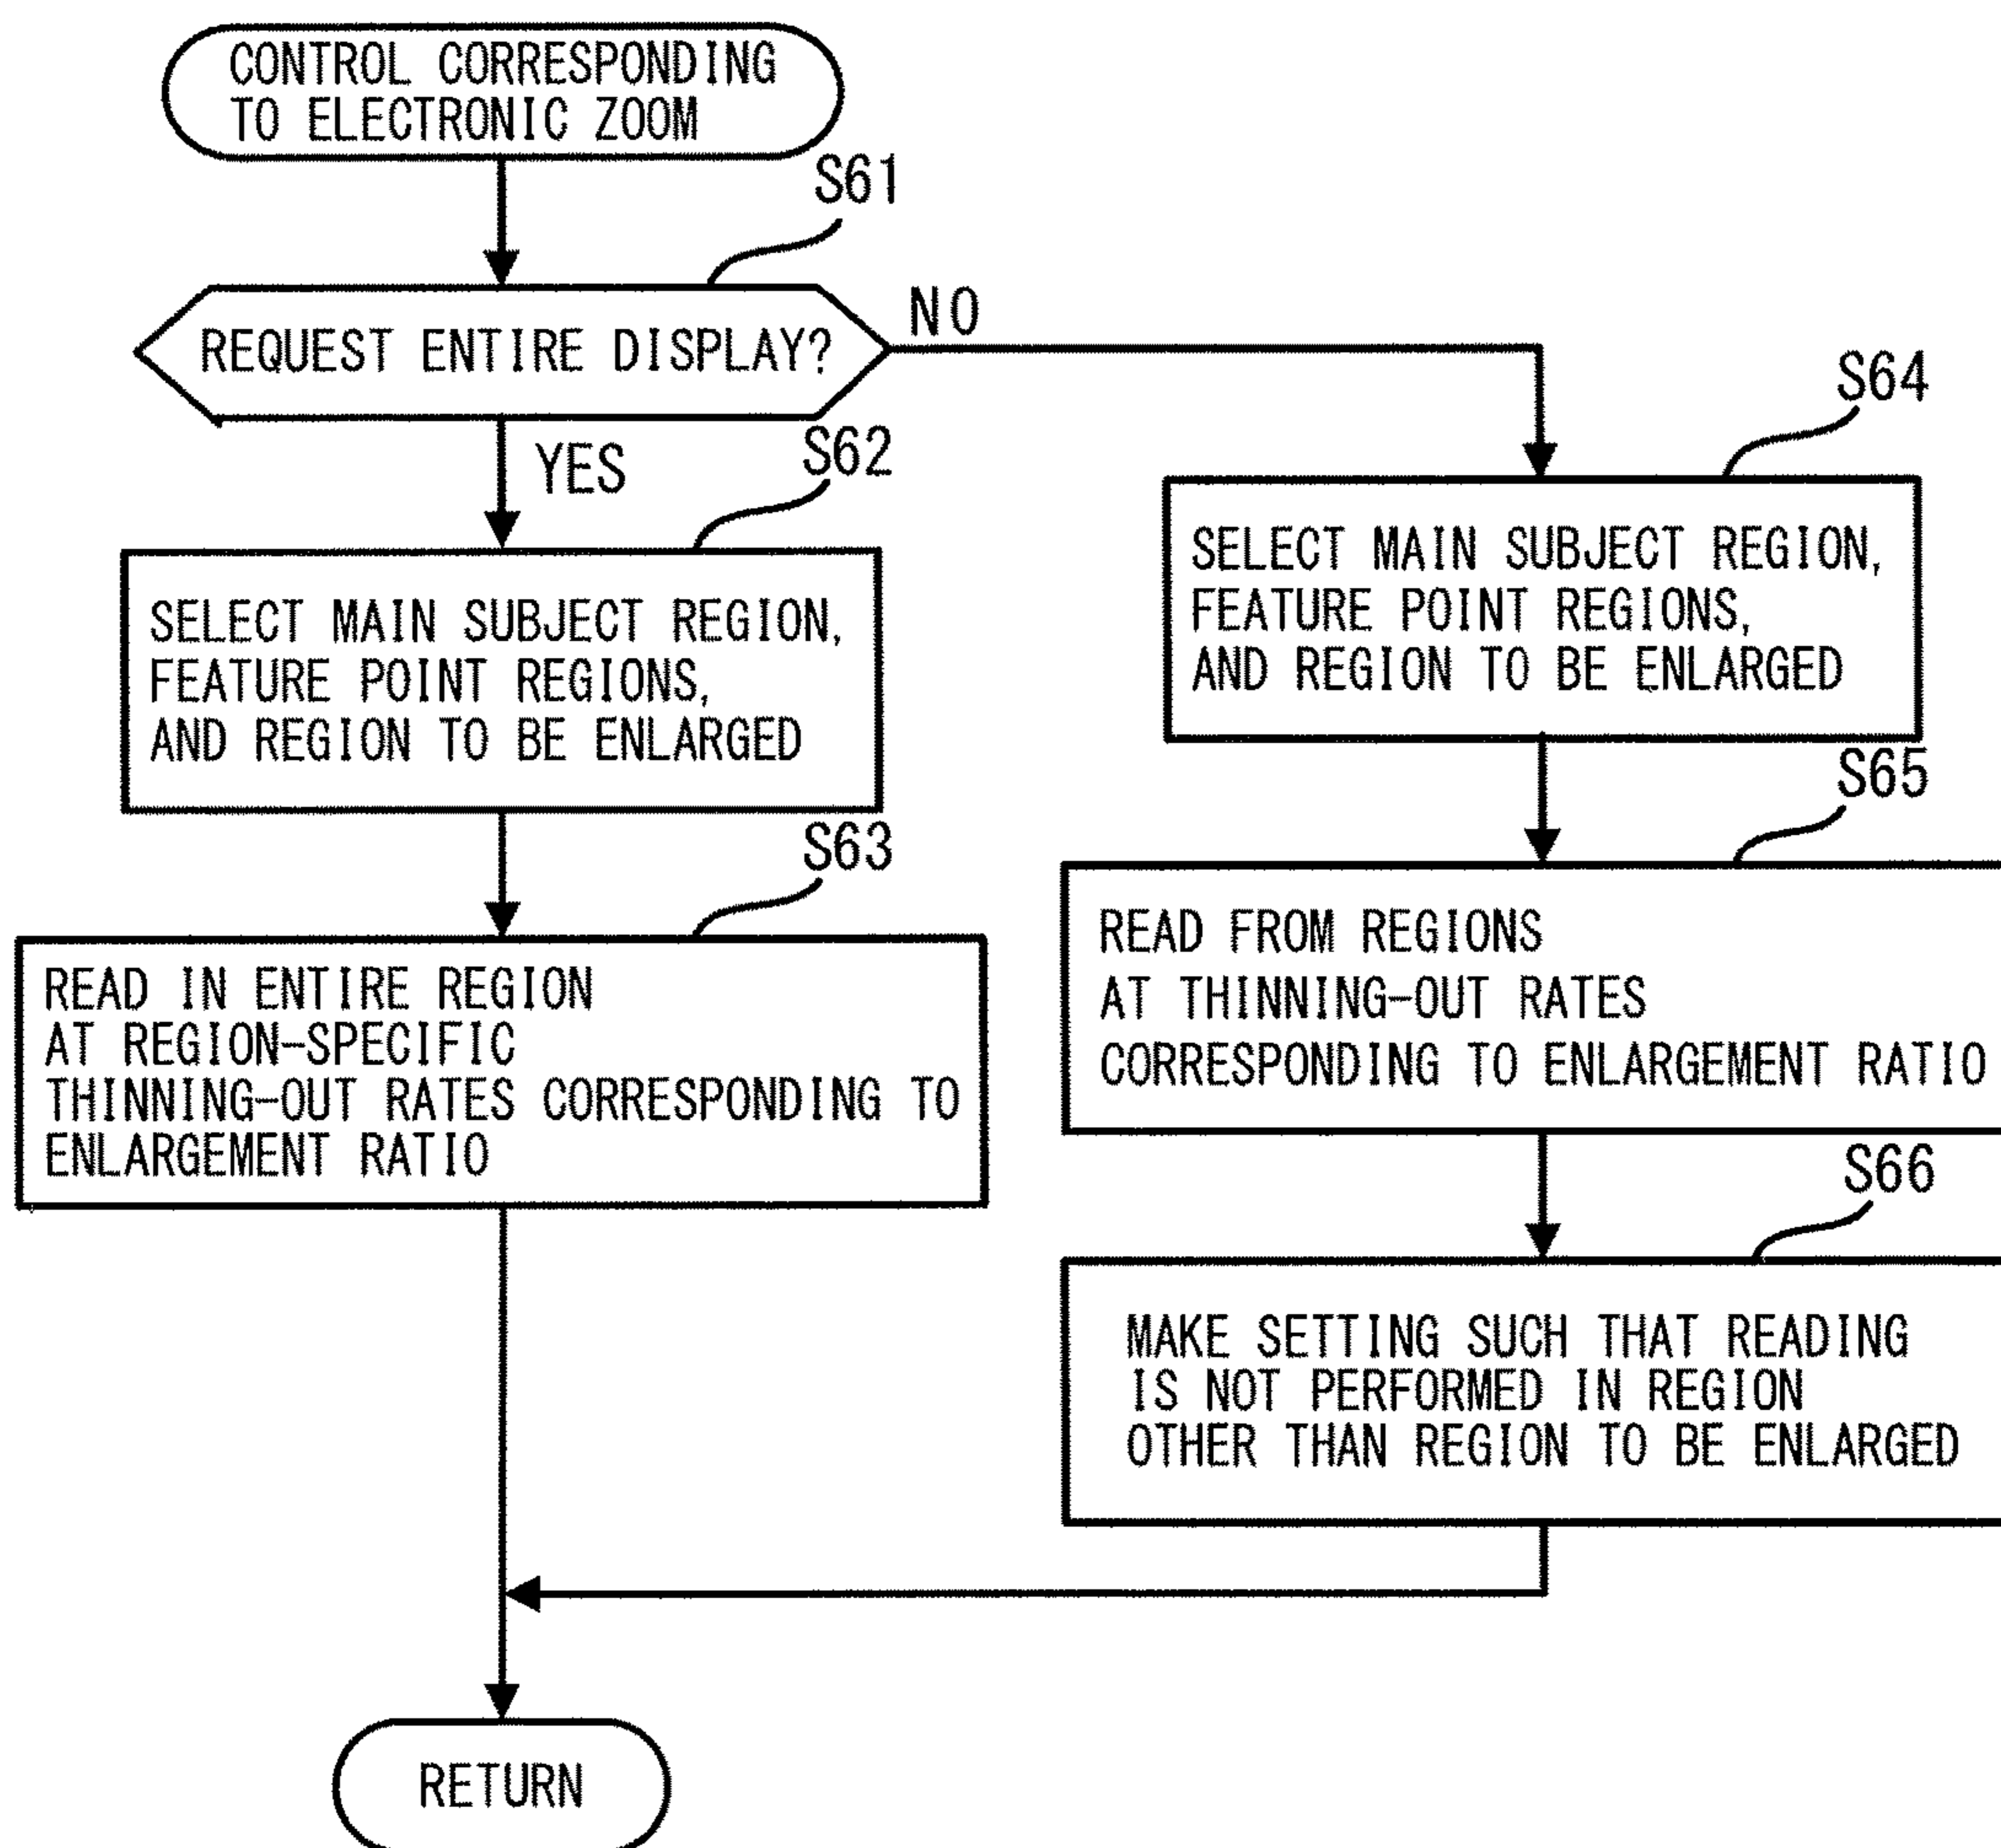 CONTROL CORRESPONDING
TO ELECTRONIC ZOOM
S61
REQUEST ENTIRE DISPLAY?
NO
YES
S62
SELECT MAIN SUBJECT REGION,
FEATURE POINT REGIONS,
AND REGION TO BE ENLARGED
S63
READ IN ENTIRE REGION
AT REGION-SPECIFIC
THINNING-OUT RATES CORRESPONDING TO
ENLARGEMENT RATIO
S64
SELECT MAIN SUBJECT REGION,
FEATURE POINT REGIONS,
AND REGION TO BE ENLARGED
S65
READ FROM REGIONS
AT THINNING-OUT RATES
CORRESPONDING TO ENLARGEMENT RATIO
S66
MAKE SETTING SUCH THAT READING
IS NOT PERFORMED IN REGION
OTHER THAN REGION TO BE ENLARGED
RETURN